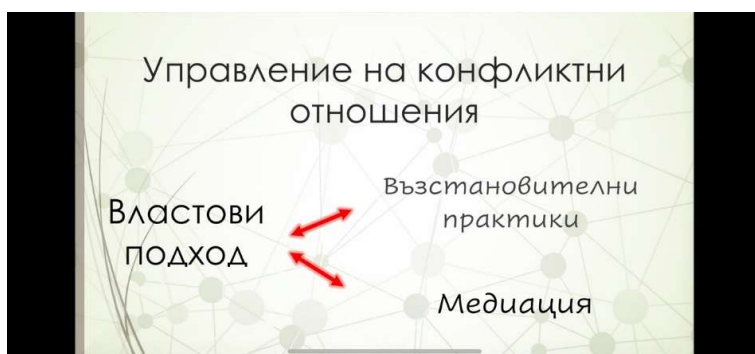 Управление на конфликтни
отношения
Властови
подход
Възстановителни
практики
Медиация